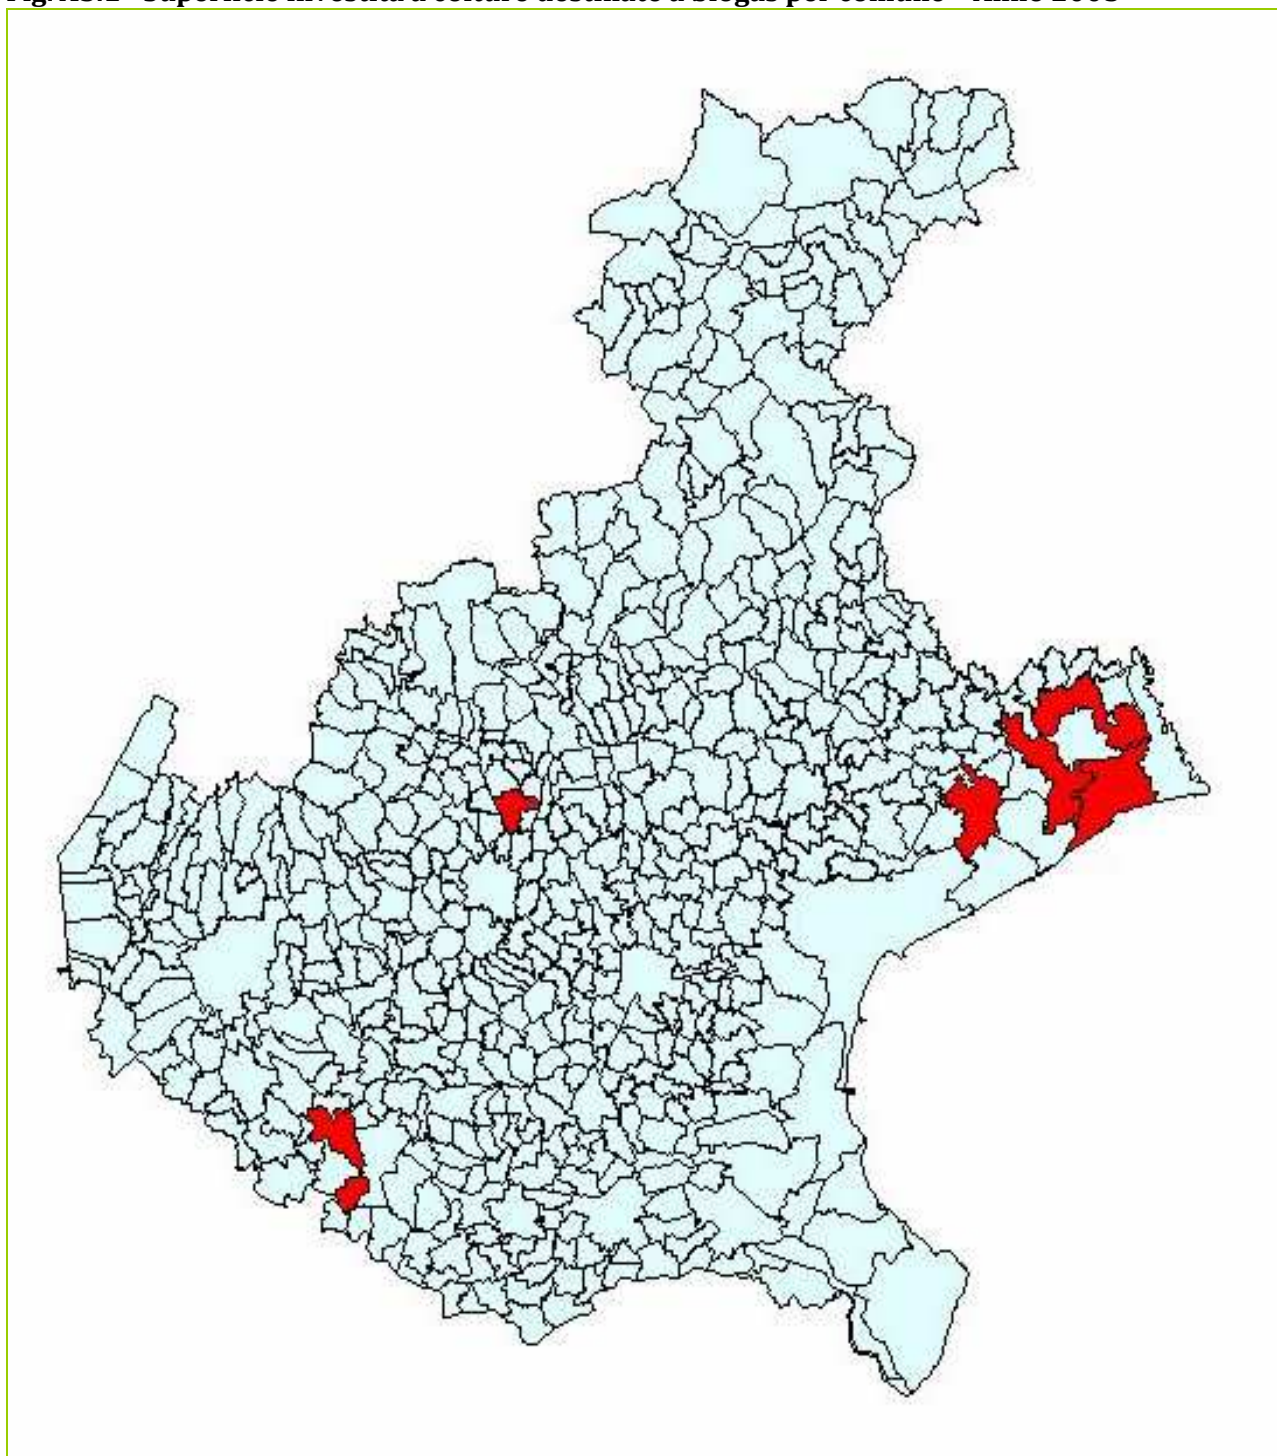 Superficie investita a colture destinate a biogas per comune - Anno